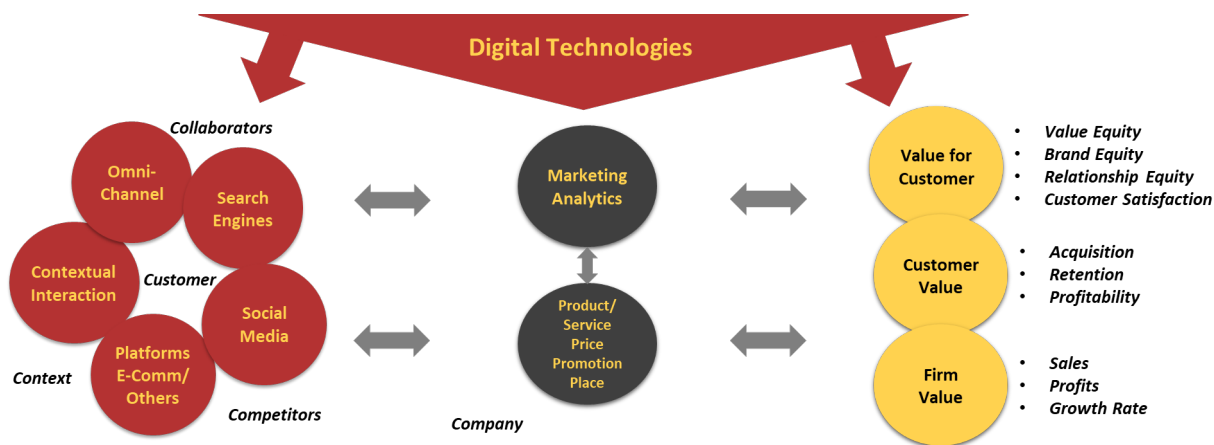 Digital Technologies
Collaborators
Omni-
Channel
Search
Engines
Contextual
Interaction
Customer
Social
Media
Platforms
E-Comm/
Others
Context
Competitors
Marketing
Analytics
Product/
Service
Price
Promotion
Place
Company
Value for
Customer
• Value Equity
• Brand Equity
• Relationship Equity
• Customer Satisfaction
Customer
Value
• Acquisition
• Retention
• Profitability
Firm
Value
• Sales
• Profits
• Growth Rate